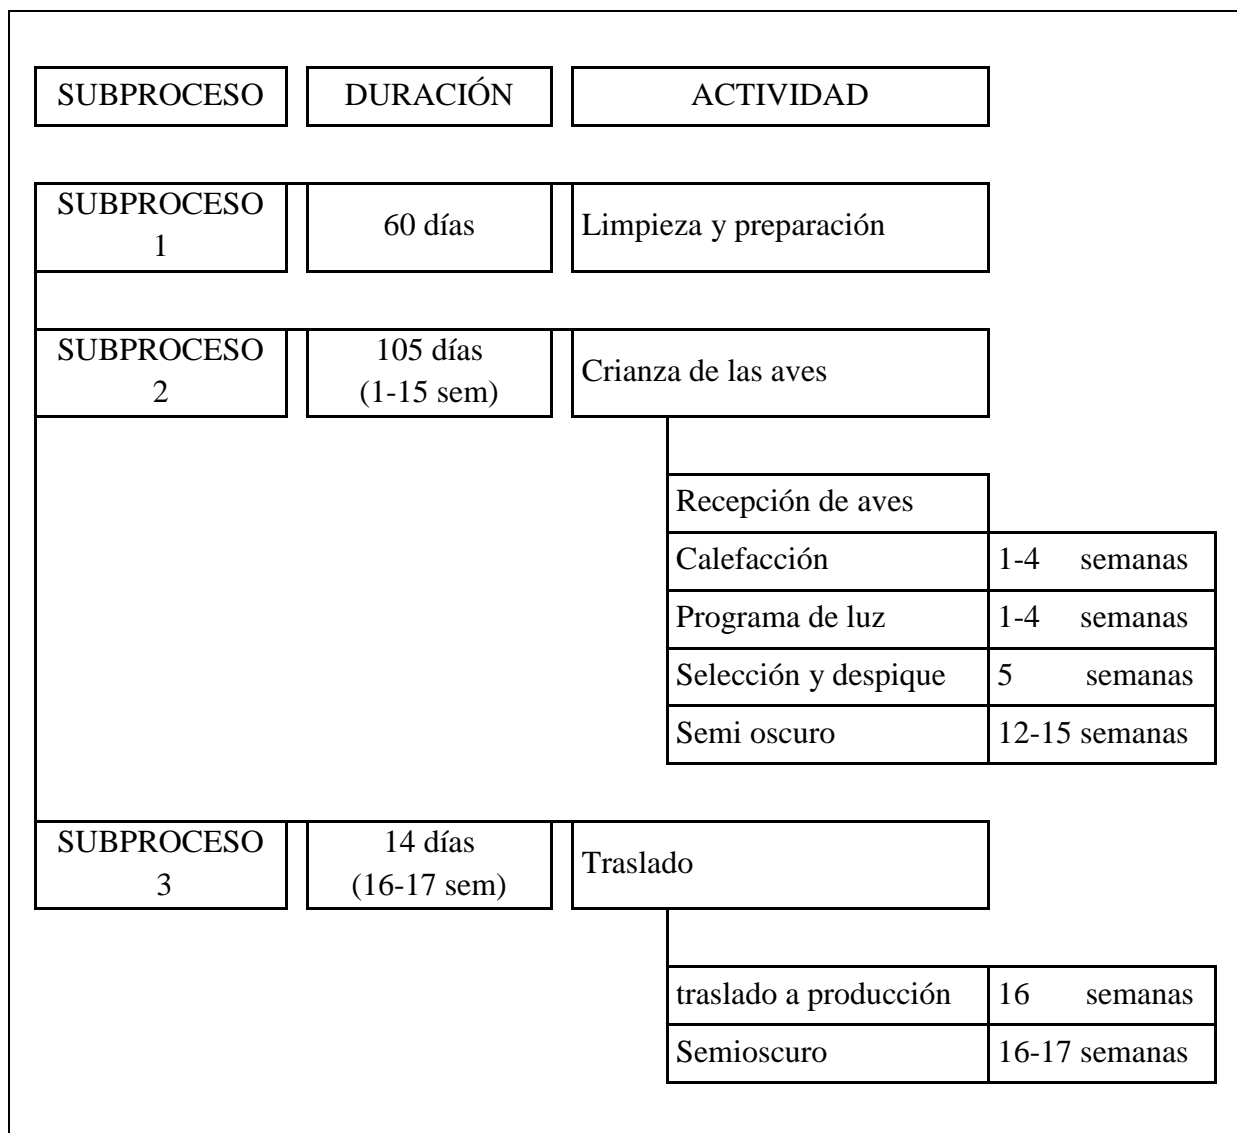 SUBPROCESO DURACIÓN ACTIVIDAD
SUBPROCESO
1
60 días
Limpieza y preparación
SUBPROCESO
2
105 días
(1-15 sem)
Crianza de las aves
Recepción de aves
Calefacción 1-4 semanas
Programa de luz 1-4 semanas
Selección y despique 5 semanas
Semi oscuro 12-15 semanas
SUBPROCESO
3
14 días
(16-17 sem)
Traslado
traslado a producción 16 semanas
Semioscuro 16-17 semanas